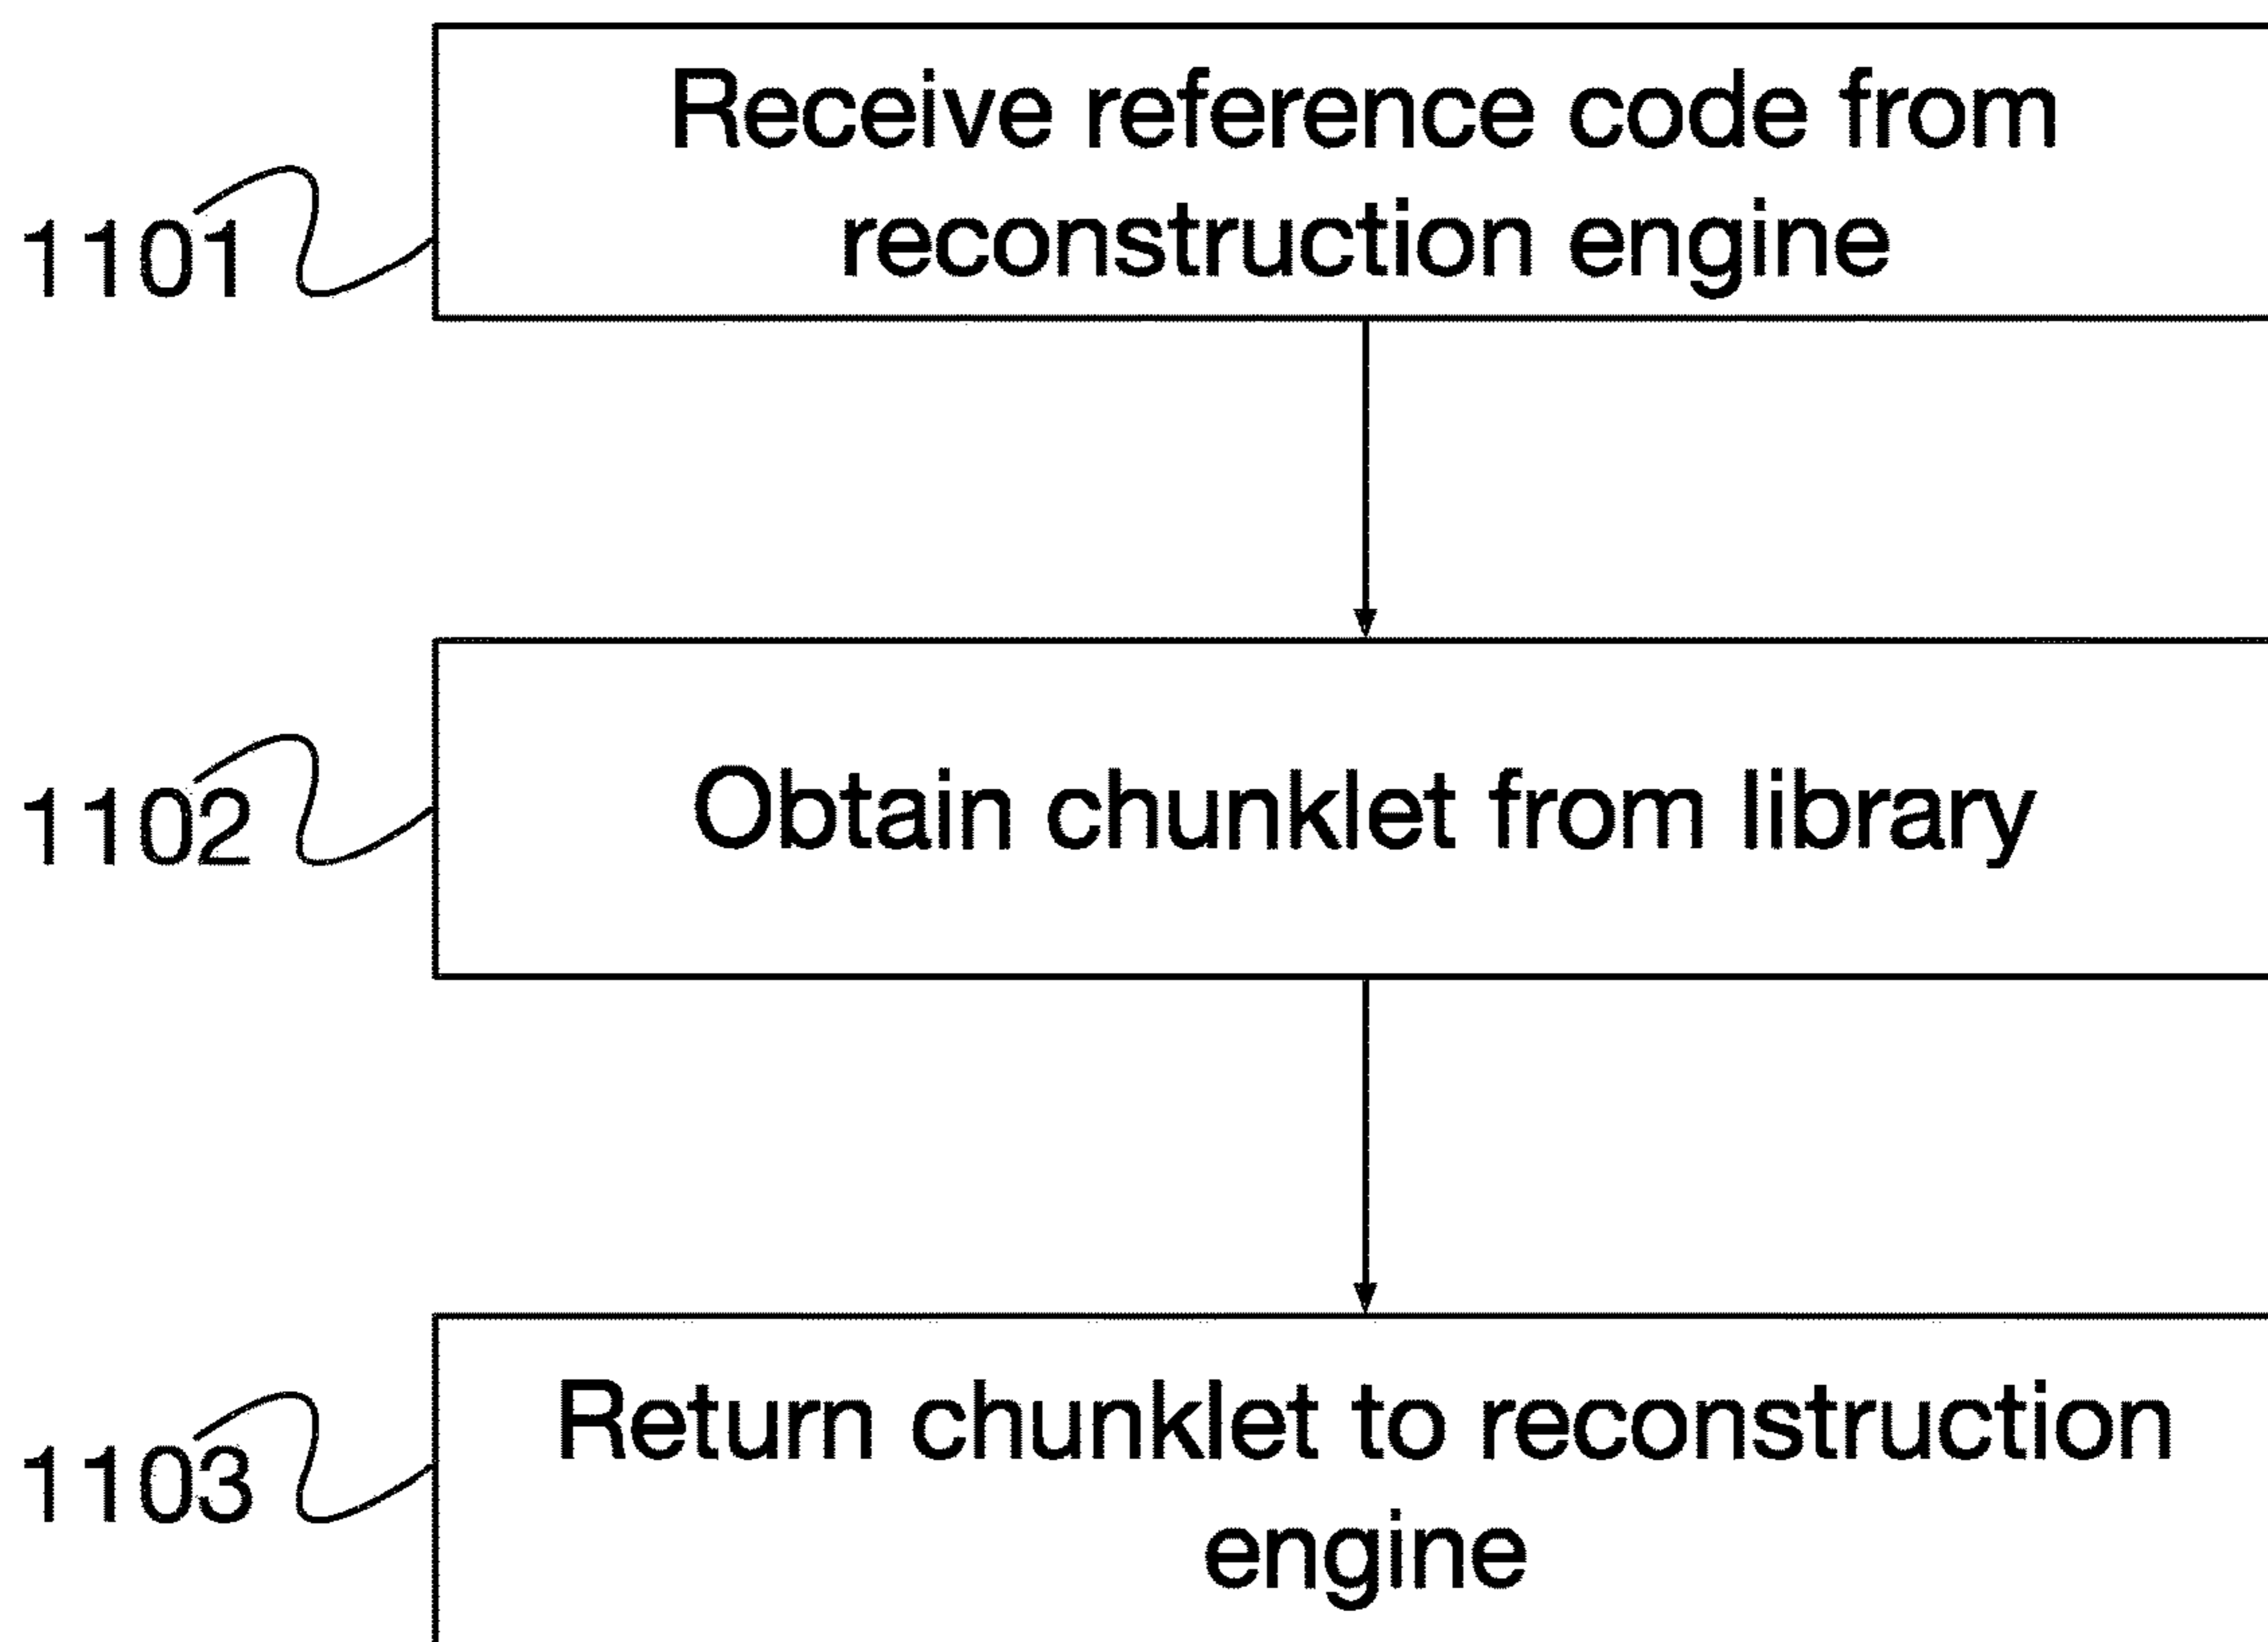 Receive reference code from
reconstruction engine
1101
Obtain chunklet from library
1102
Return chunklet to reconstruction
engine
1103